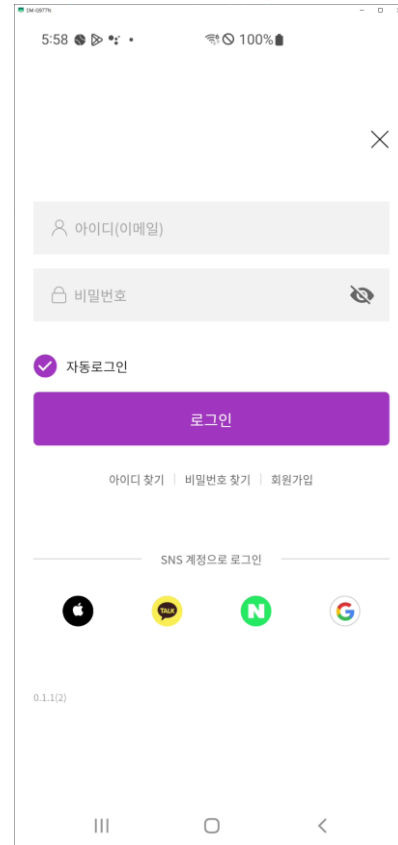 SM-G977N
5:58
100%
아이디(이메일)
비밀번호
자동로그인
로그인
아이디 찾기 | 비밀번호 찾기 | 회원가입
SNS 계정으로 로그인
TALK
N
G
0.1.1(2)